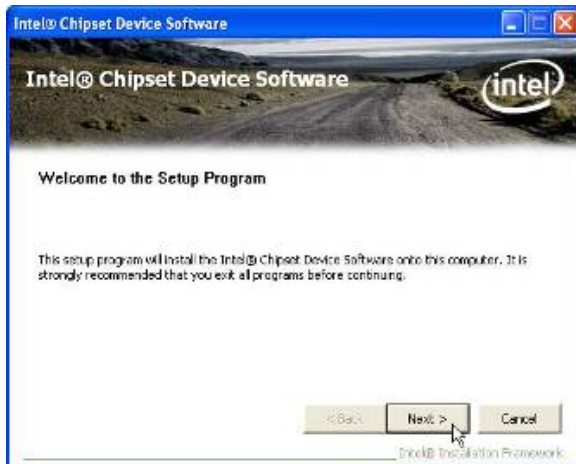 Intel® Chipset Device Software
Intel® Chipset Device Software
intel
Welcome to the Setup Program
This setup program will install the Intel® Chipset Device Software onto this computer. It is
strongly recommended that you exit all programs before continuing.
< Back
Next >
Cancel
Intel® Installation Framework